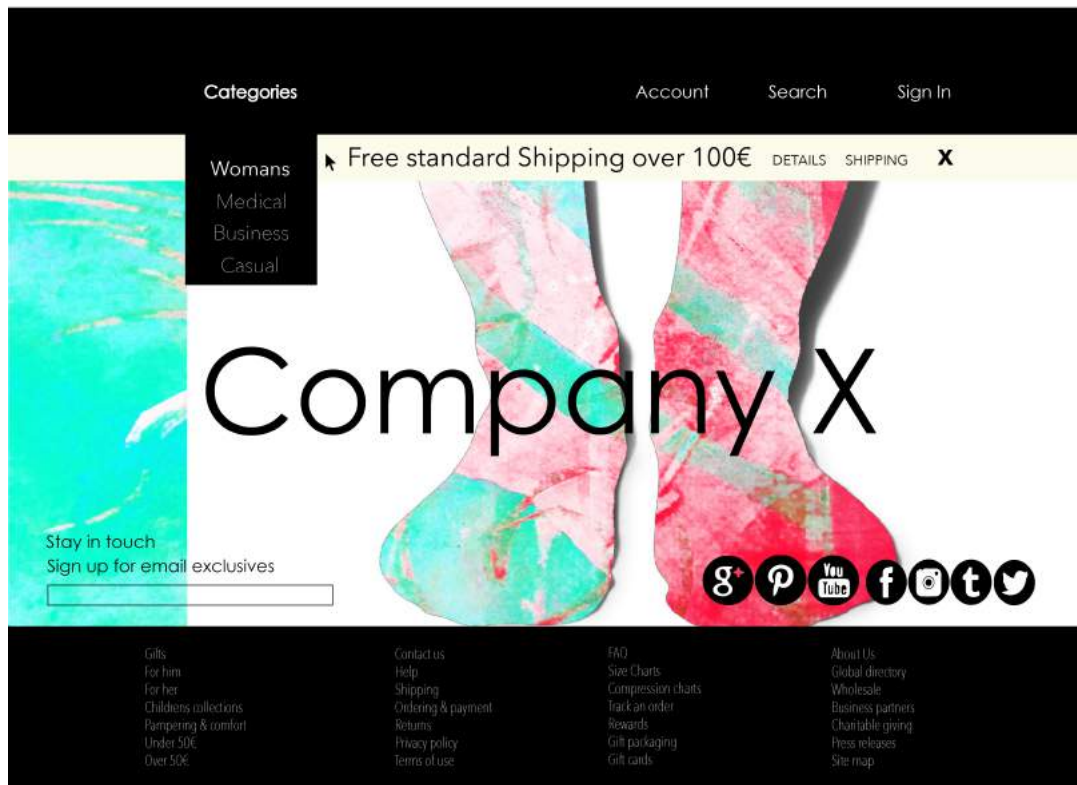 Categories
Account
Search
Sign In
Womans
Medical
Business
Casual
Free standard Shipping over 100€
DETAILS
SHIPPING
X
Company X
Stay in touch
Sign up for email exclusives
g+
You
Tube
f
t
Gifts
For him
For her
Childrens collections
Pampering & comfort
Under 50€
Over 50€
Contact us
Help
Shipping
Ordering & payment
Returns
Privacy policy
Terms of use
FAQ
Size Charts
Compression charts
Track an order
Rewards
Gift packaging
Gift cards
About Us
Global directory
Wholesale
Business partners
Charitable giving
Press releases
Site map